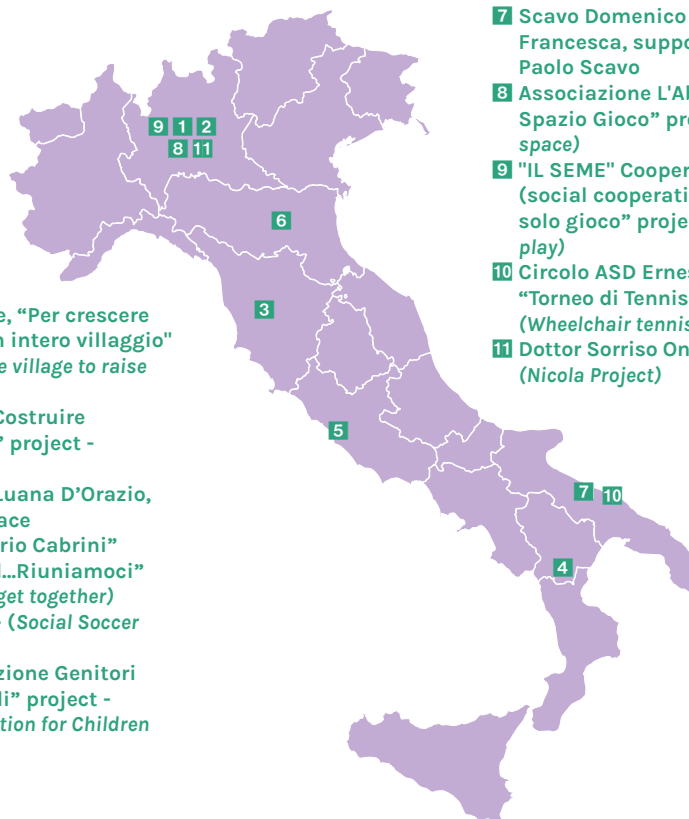 7 Scavo Domenico
Francesca, suppo
Paolo Scavo
8 Associazione L'Al
Spazio Gioco” pro
space)
9 "IL SEME" Cooper
(social cooperati
solo gioco” proje
play)
10 Circolo ASD Ernes
“Torneo di Tennis
(Wheelchair tennis
11 Dottor Sorriso On
(Nicola Project)
9 1 2
8 11
6
3
5
7 10
4
e, “Per crescere
n intero villaggio"
e village to raise
Costruire
” project -
Luana D’Orazio,
ace
rio Cabrini”
...Riuniamoci”
get together)
(Social Soccer
zione Genitori
li” project -
tion for Children